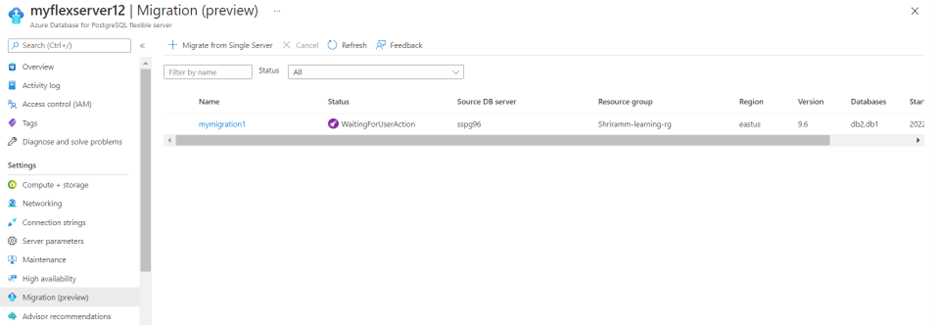 myflexserver12 | Migration (preview) ...
Azure Database for PostgreSQL flexible server
Search (Ctrl+/)
Overview
Activity log
Access control (IAM)
Tags
Diagnose and solve problems
Settings
Compute + storage
Networking
Connection strings
Server parameters
Maintenance
High availability
Migration (preview)
Advisor recommendations
Migrate from Single Server Cancel Refresh Feedback
Filter by name Status All
Name Status Source DB server Resource group Region Version Databases Start
mymigration1 WaitingForUserAction sspg96 Shriramm-learning-rg eastus 9.6 db2,db1 2022